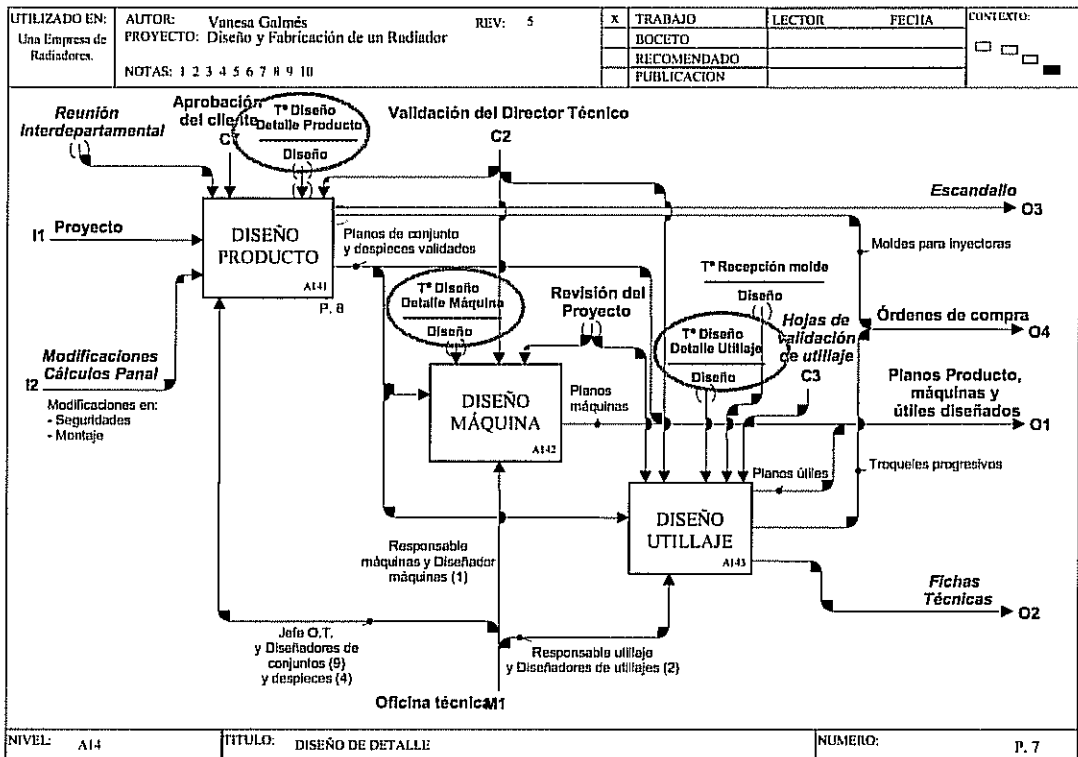 UTILIZADO EN:
Una Empresa de
Radiadores.
AUTOR: Vanesa Galmés
REV: 5
PROYECTO: Diseño y Fabricación de un Radiador
NOTAS: 1 2 3 4 5 6 7 8 9 10
X TRABAJO
BOCETO
RECOMENDADO
PUBLICACION
LECTOR FECHA
CONTEXTO:
Reunión
Interdepartamental
Aprobación
del cliente
Tº Diseño
Detalle Producto
Diseño
Validación del Director Técnico
C2
I1 Proyecto
DISEÑO
PRODUCTO
A141
P. 8
Planos de conjunto
y despieces validados
Escandallo
O3
Moldes para inyectoras
Tº Recepción molde
Diseño
Tº Diseño
Detalle Máquina
Diseño
Revisión del
Proyecto
Tº Diseño
Detalle Utillaje
Diseño
Hojas de
validación
de utillaje
C3
Órdenes de compra
O4
Modificaciones
Cálculos Panal
I2
Modificaciones en:
- Seguridades
- Montaje
DISEÑO
MÁQUINA
A142
Planos
máquinas
Planos Producto,
máquinas y
útiles diseñados
O1
Planos útiles
Troqueles progresivos
DISEÑO
UTILLAJE
A143
Responsable
máquinas y Diseñador
máquinas (1)
Fichas
Técnicas
O2
Jefe O.T.
y Diseñadores de
conjuntos (9)
y despieces (4)
Responsable utillaje
y Diseñadores de utillajes (2)
Oficina técnica M1
NIVEL: A14
TITULO: DISEÑO DE DETALLE
NUMERO: P. 7